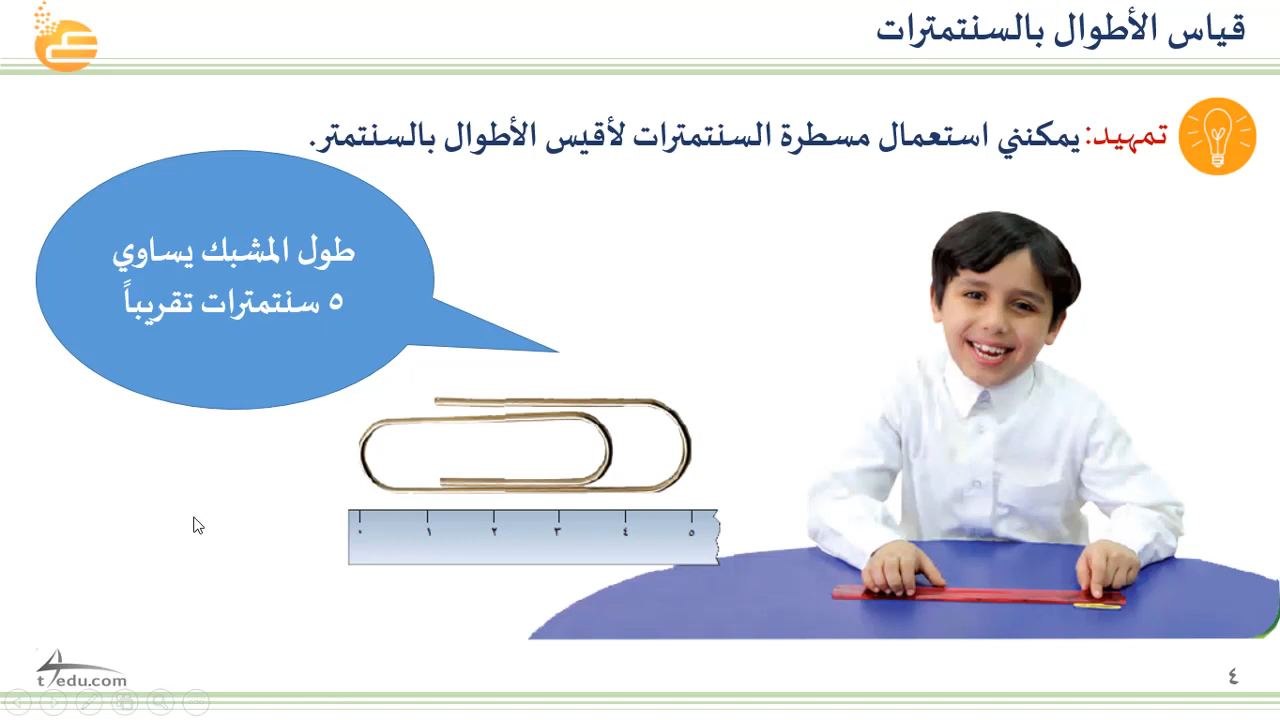 قياس الأطوال بالسنتمترات
تمهيد: يمكنني استعمال مسطرة السنتمترات لأقيس الأطوال بالسنتمتر.
طول المشبك يساوي
٥ سنتمترات تقريباً
٠ ١ ٢ ٣ ٤ ٥
t4edu.com
٤